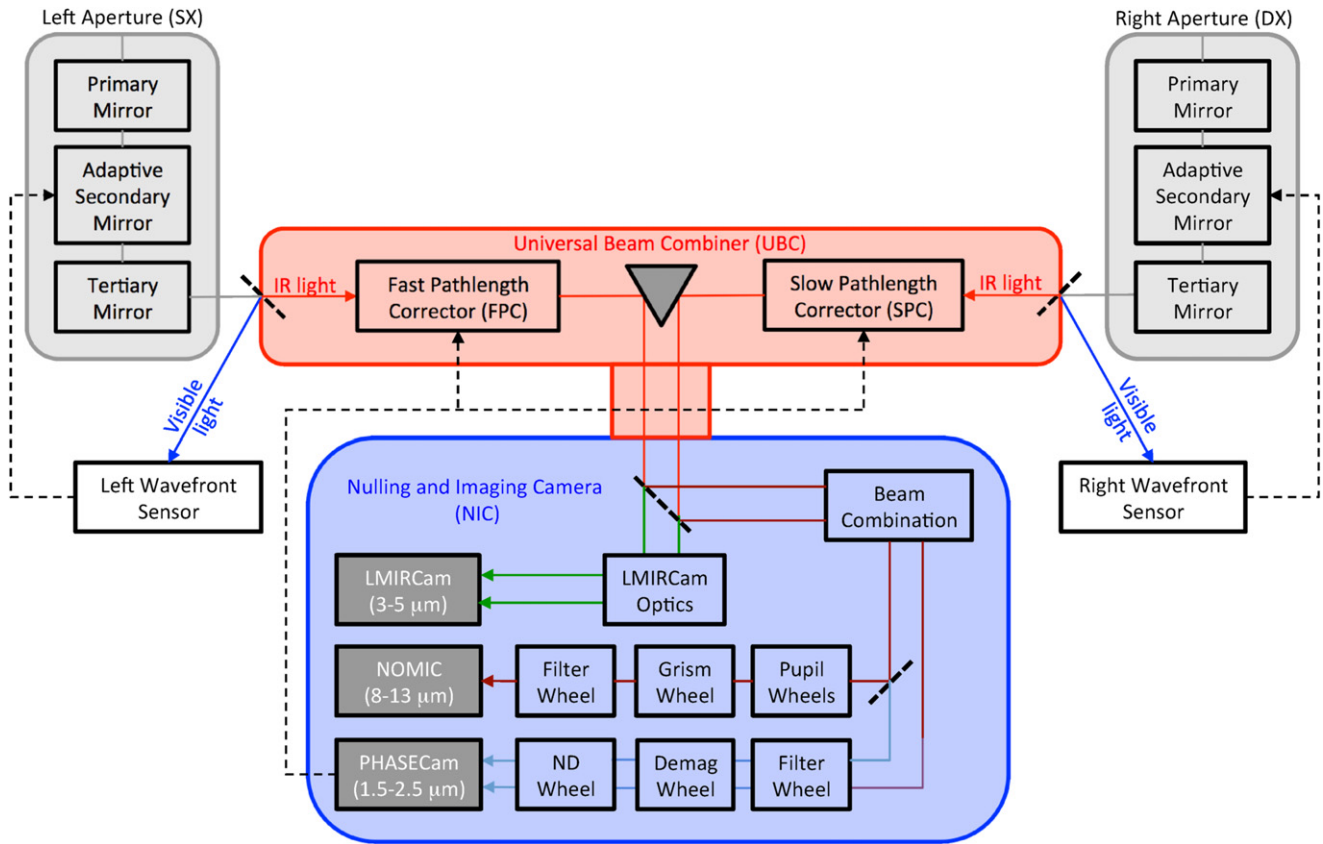 Left Aperture (SX)
Primary
Mirror
Adaptive
Secondary
Mirror
Tertiary
Mirror
Visible
light
Left Wavefront
Sensor
Right Aperture (DX)
Primary
Mirror
Adaptive
Secondary
Mirror
Tertiary
Mirror
Visible
light
Right Wavefront
Sensor
Universal Beam Combiner (UBC)
IR light
Fast Pathlength
Corrector (FPC)
Slow Pathlength
Corrector (SPC)
IR light
Nulling and Imaging Camera
(NIC)
Beam
Combination
LMIRCam
(3-5 μm)
LMIRCam
Optics
NOMIC
(8-13 μm)
Filter
Wheel
Grism
Wheel
Pupil
Wheels
PHASECam
(1.5-2.5 μm)
ND
Wheel
Demag
Wheel
Filter
Wheel